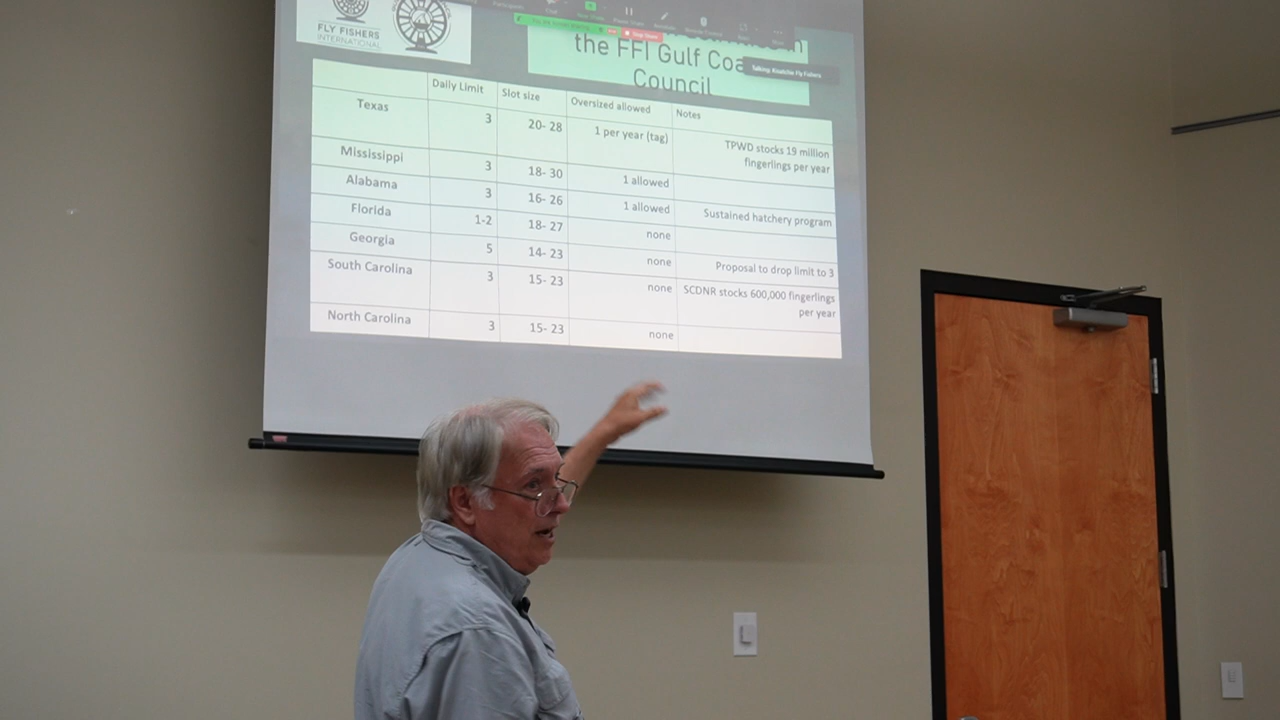 FLY FISHERS
INTERNATIONAL
the FFI Gulf
Council
Talking: Kisatchie Fly Fishers
Daily Limit Slot size Oversized allowed Notes
Texas 3 20- 28 1 per year (tag) TPWD stocks 19 million
fingerlings per year
Mississippi 3 18- 30 1 allowed
Alabama 3 16- 26 1 allowed Sustained hatchery program
Florida 1-2 18- 27 none
Georgia 5 14- 23 none Proposal to drop limit to 3
South Carolina 3 15- 23 none SCDNR stocks 600,000 fingerlings
per year
North Carolina 3 15- 23 none